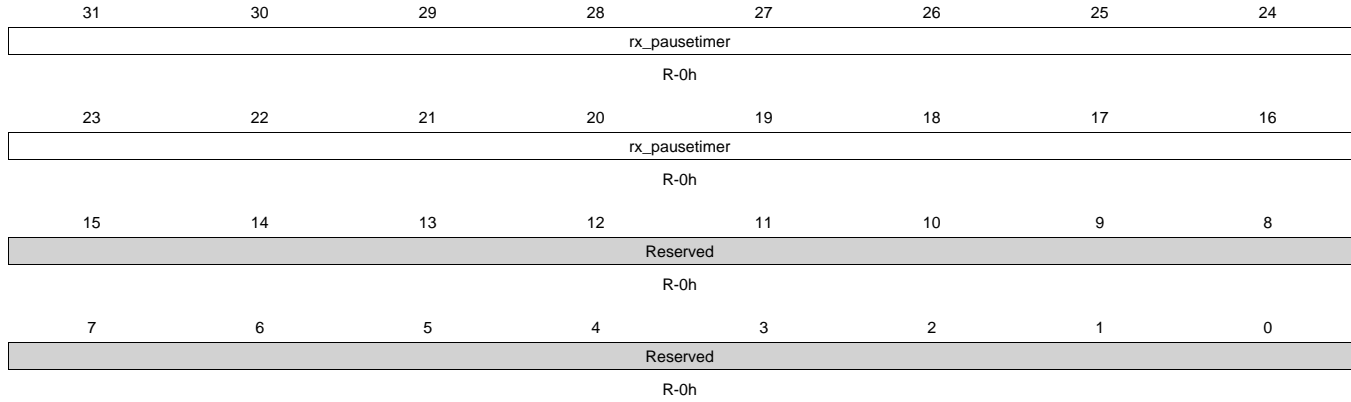 31 30 29 28 27 26 25 24
rx_pausetimer
R-0h
23 22 21 20 19 18 17 16
rx_pausetimer
R-0h
15 14 13 12 11 10 9 8
Reserved
R-0h
7 6 5 4 3 2 1 0
Reserved
R-0h